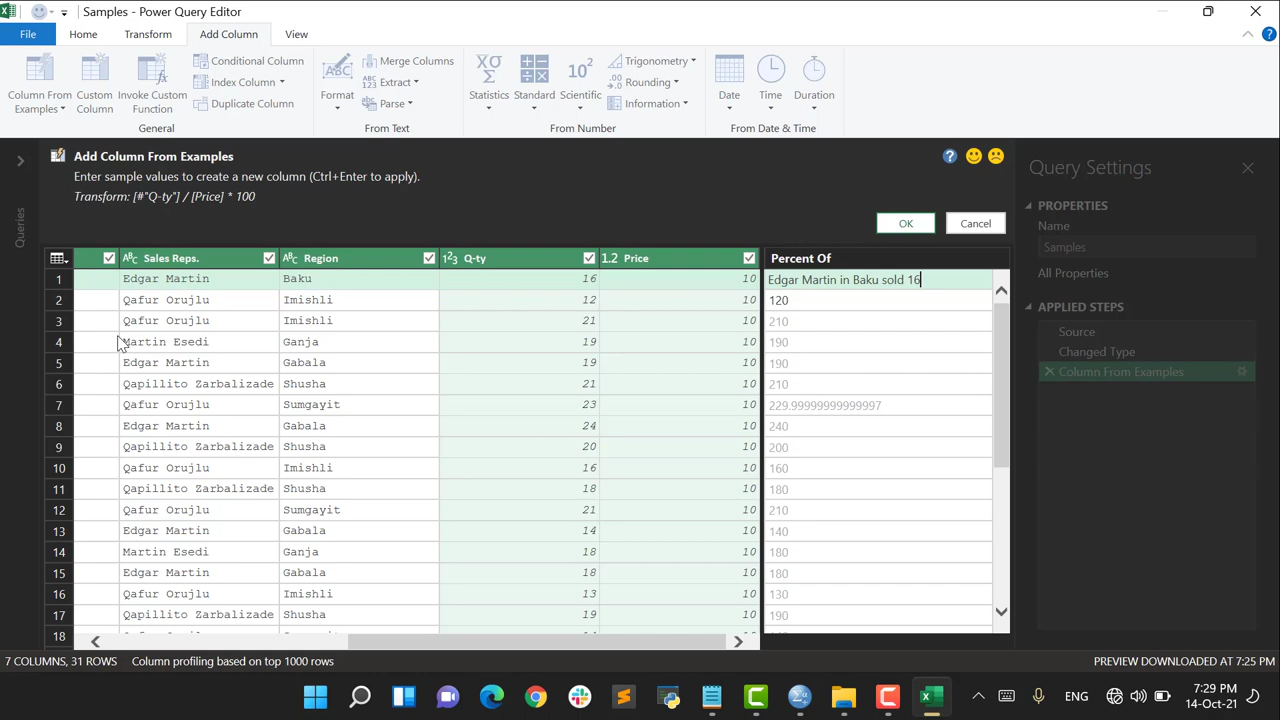 Samples - Power Query Editor
File Home Transform Add Column View
Column From Examples
Custom Column
Invoke Custom Function
Conditional Column
Index Column
Duplicate Column
General
Format
Merge Columns
Extract
Parse
From Text
Statistics
Standard
Scientific
Trigonometry
Rounding
Information
From Number
Date
Time
Duration
From Date & Time
Queries
Add Column From Examples
Enter sample values to create a new column (Ctrl+Enter to apply).
Transform: [#"Q-ty"] / [Price] * 100
OK Cancel
Sales Reps. Region Q-ty Price Percent Of
1 Edgar Martin Baku 16 10 Edgar Martin in Baku sold 16
2 Qafur Orujlu Imishli 12 10 120
3 Qafur Orujlu Imishli 21 10 210
4 Martin Esedi Ganja 19 10 190
5 Edgar Martin Gabala 19 10 190
6 Qapillito Zarbalizade Shusha 21 10 210
7 Qafur Orujlu Sumgayit 23 10 229.99999999999997
8 Edgar Martin Gabala 24 10 240
9 Qapillito Zarbalizade Shusha 20 10 200
10 Qafur Orujlu Imishli 16 10 160
11 Qapillito Zarbalizade Shusha 18 10 180
12 Qafur Orujlu Sumgayit 21 10 210
13 Edgar Martin Gabala 14 10 140
14 Martin Esedi Ganja 18 10 180
15 Edgar Martin Gabala 18 10 180
16 Qafur Orujlu Imishli 13 10 130
17 Qapillito Zarbalizade Shusha 19 10 190
18
Query Settings
PROPERTIES
Name
Samples
All Properties
APPLIED STEPS
Source
Changed Type
Column From Examples
7 COLUMNS, 31 ROWS Column profiling based on top 1000 rows PREVIEW DOWNLOADED AT 7:25 PM
ENG
7:29 PM
14-Oct-21